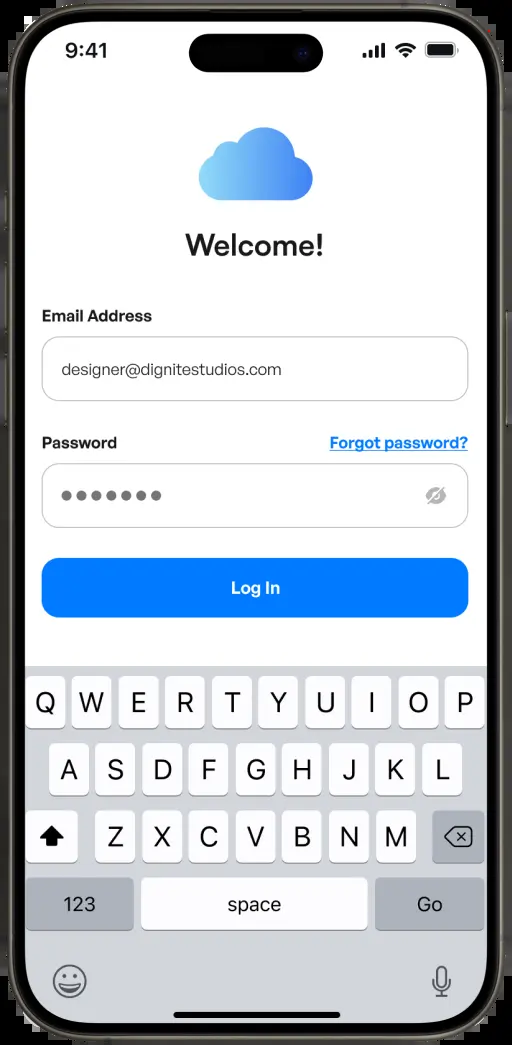 9:41
Welcome!
Email Address
designer@dignitestudios.com
Password Forgot password?
●●●●●●●
Log In
Q W E R T Y U I O P
A S D F G H J K L
Z X C V B N M
123 space Go